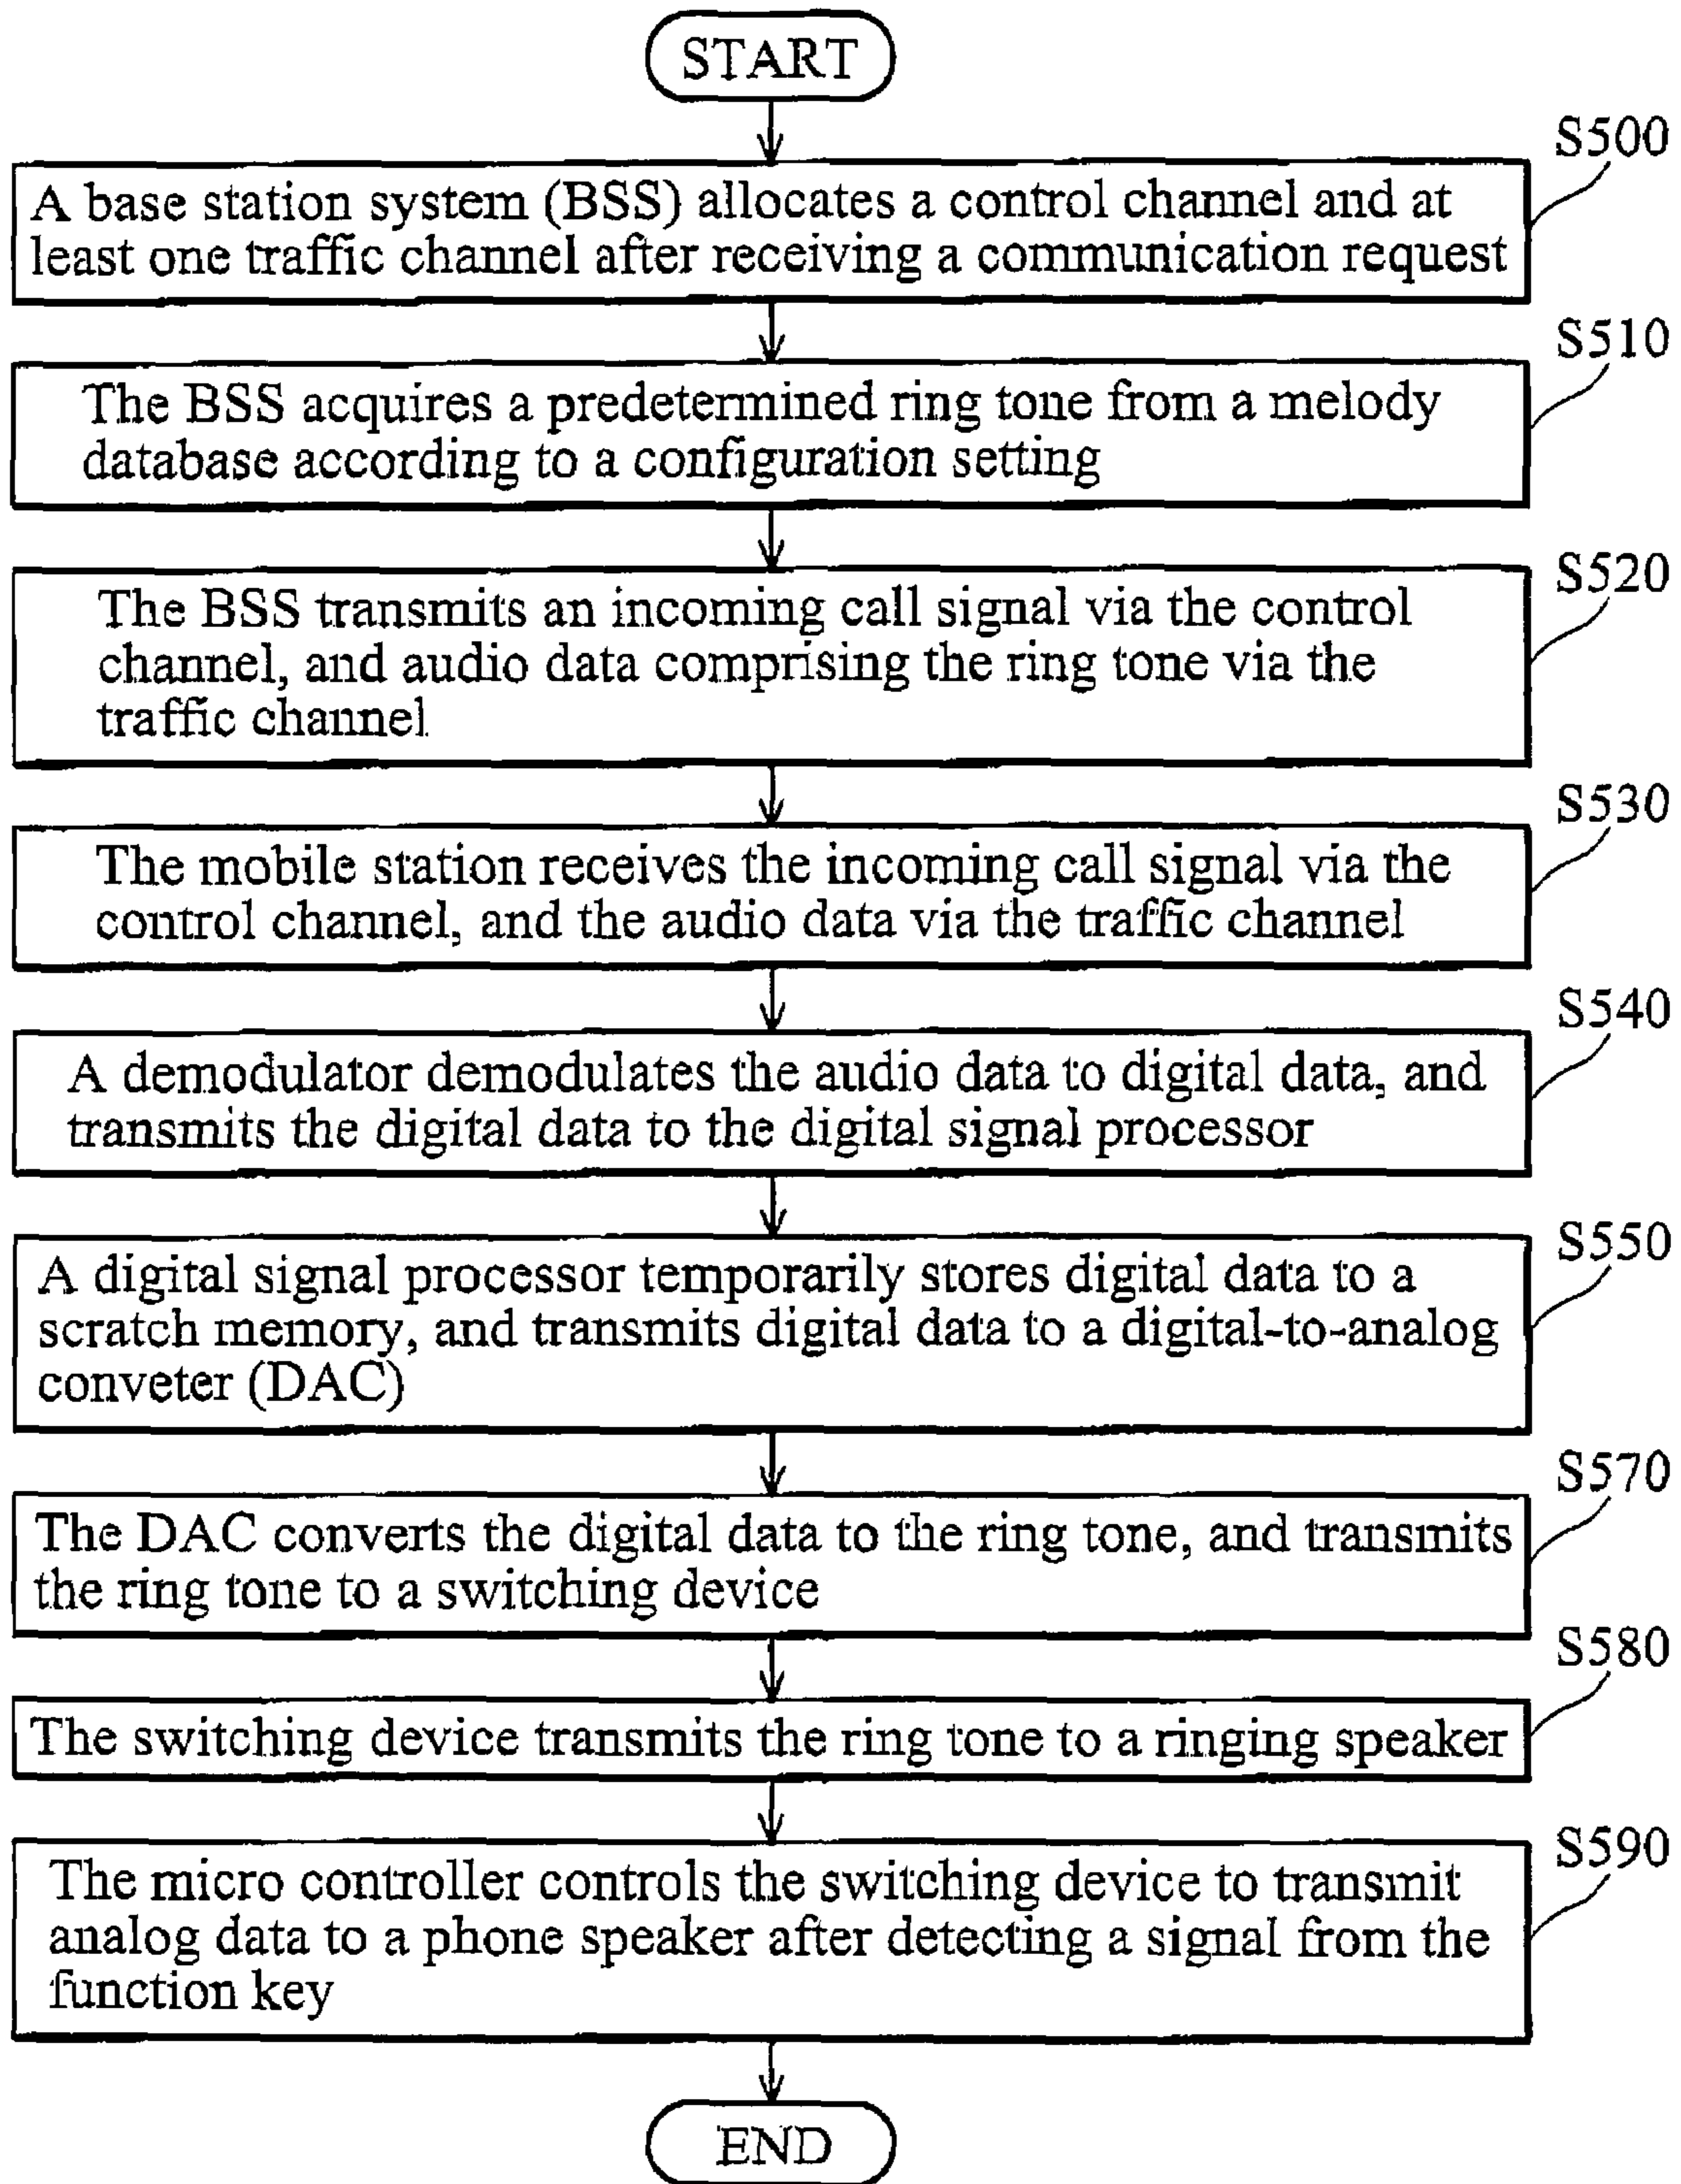 START
S500
A base station system (BSS) allocates a control channel and at
least one traffic channel after receiving a communication request
S510
The BSS acquires a predetermined ring tone from a melody
database according to a configuration setting
S520
The BSS transmits an incoming call signal via the control
channel, and audio data comprising the ring tone via the
traffic channel
S530
The mobile station receives the incoming call signal via the
control channel, and the audio data via the traffic channel
S540
A demodulator demodulates the audio data to digital data, and
transmits the digital data to the digital signal processor
S550
A digital signal processor temporarily stores digital data to a
scratch memory, and transmits digital data to a digital-to-analog
conveter (DAC)
S570
The DAC converts the digital data to the ring tone, and transmits
the ring tone to a switching device
S580
The switching device transmits the ring tone to a ringing speaker
S590
The micro controller controls the switching device to transmit
analog data to a phone speaker after detecting a signal from the
function key
END